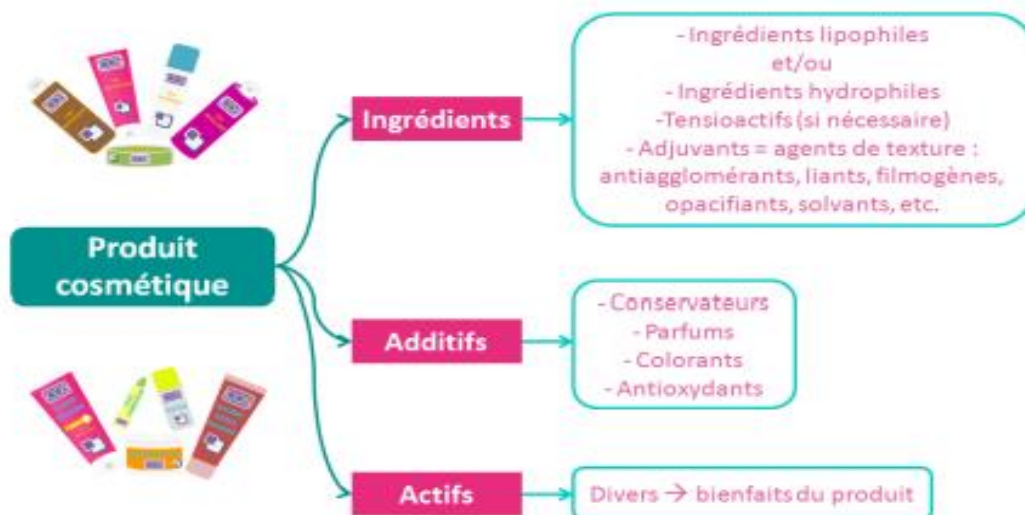 Produit
cosmétique
Ingrédients
- Ingrédients lipophiles
et/ou
- Ingrédients hydrophiles
-Tensioactifs (si nécessaire)
- Adjuvants = agents de texture :
antiagglomérants, liants, filmogènes,
opacifiants, solvants, etc.
Additifs
- Conservateurs
- Parfums
- Colorants
- Antioxydants
Actifs
Divers → bienfaits du produit